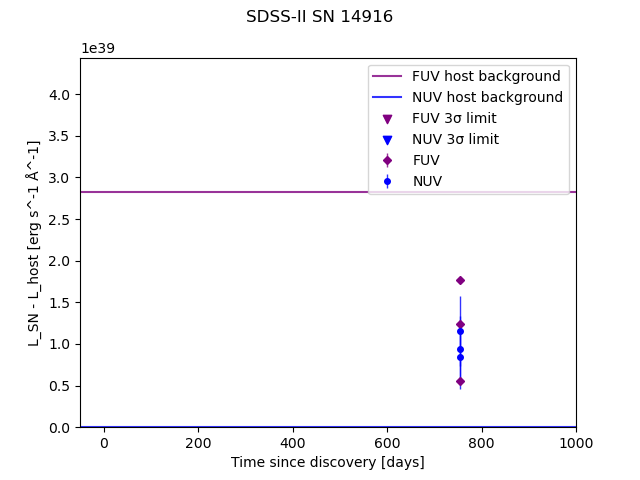 SDSS-II SN 14916
1e39
4.0
3.5
3.0
2.5
2.0
1.5
1.0
0.5
0.0
L_SN - L_host [erg s^-1 Å^-1]
FUV host background
NUV host background
FUV 3σ limit
NUV 3σ limit
FUV
NUV
0 200 400 600 800 1000
Time since discovery [days]